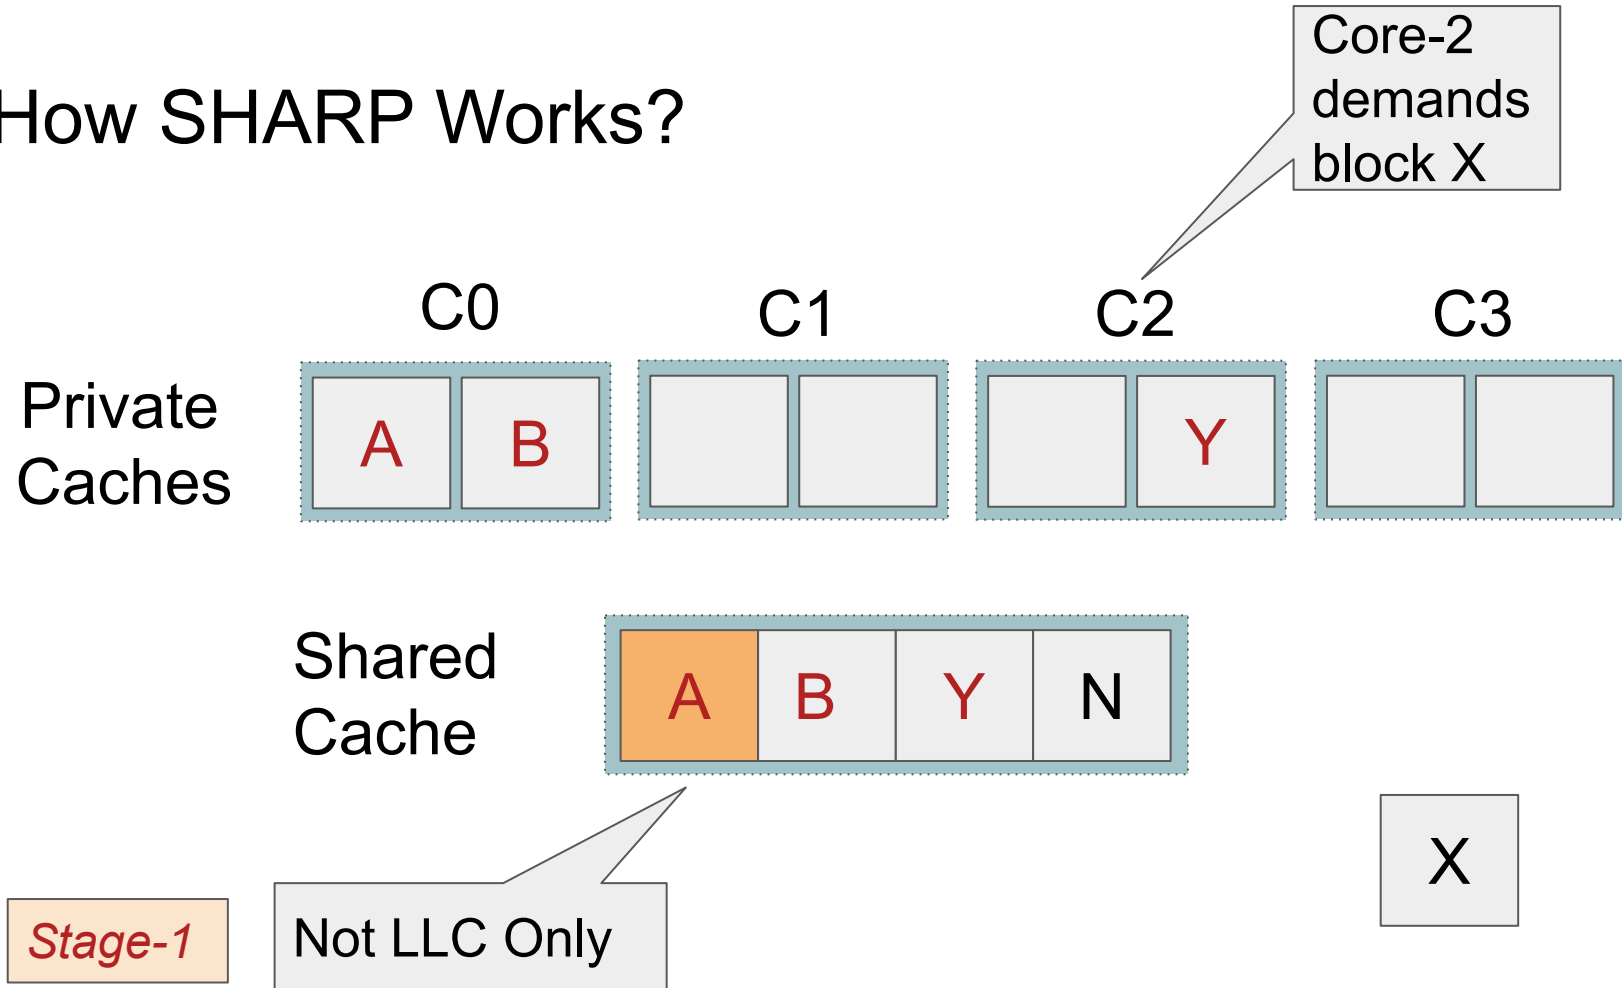 How SHARP Works?
Core-2
demands
block X
C0
C1
C2
C3
Private
Caches
A
B
Y
Shared
Cache
A
B
Y
N
X
Stage-1
Not LLC Only